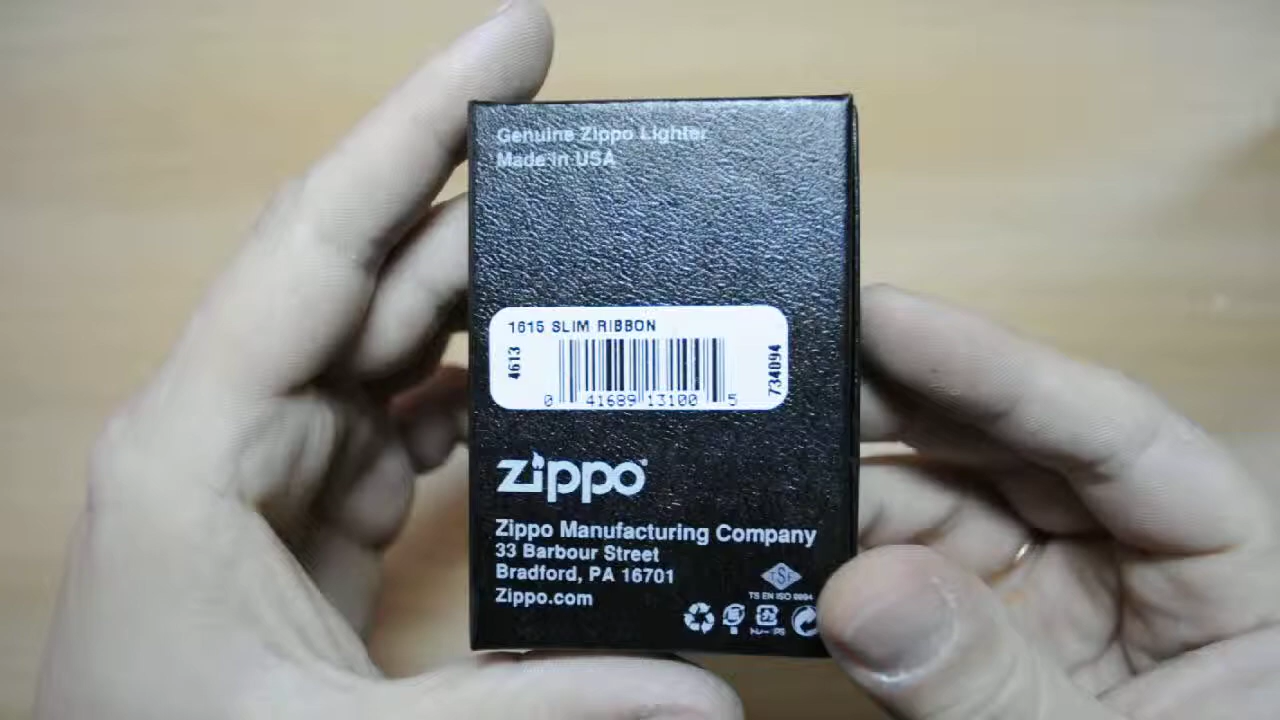 Genuine Zippo Lighter
Made in USA
1615 SLIM RIBBON
4613
734094
0 41689 13100 5
zippo
Zippo Manufacturing Company
33 Barbour Street
Bradford, PA 16701
Zippo.com
TSE
TS EN ISO 9994